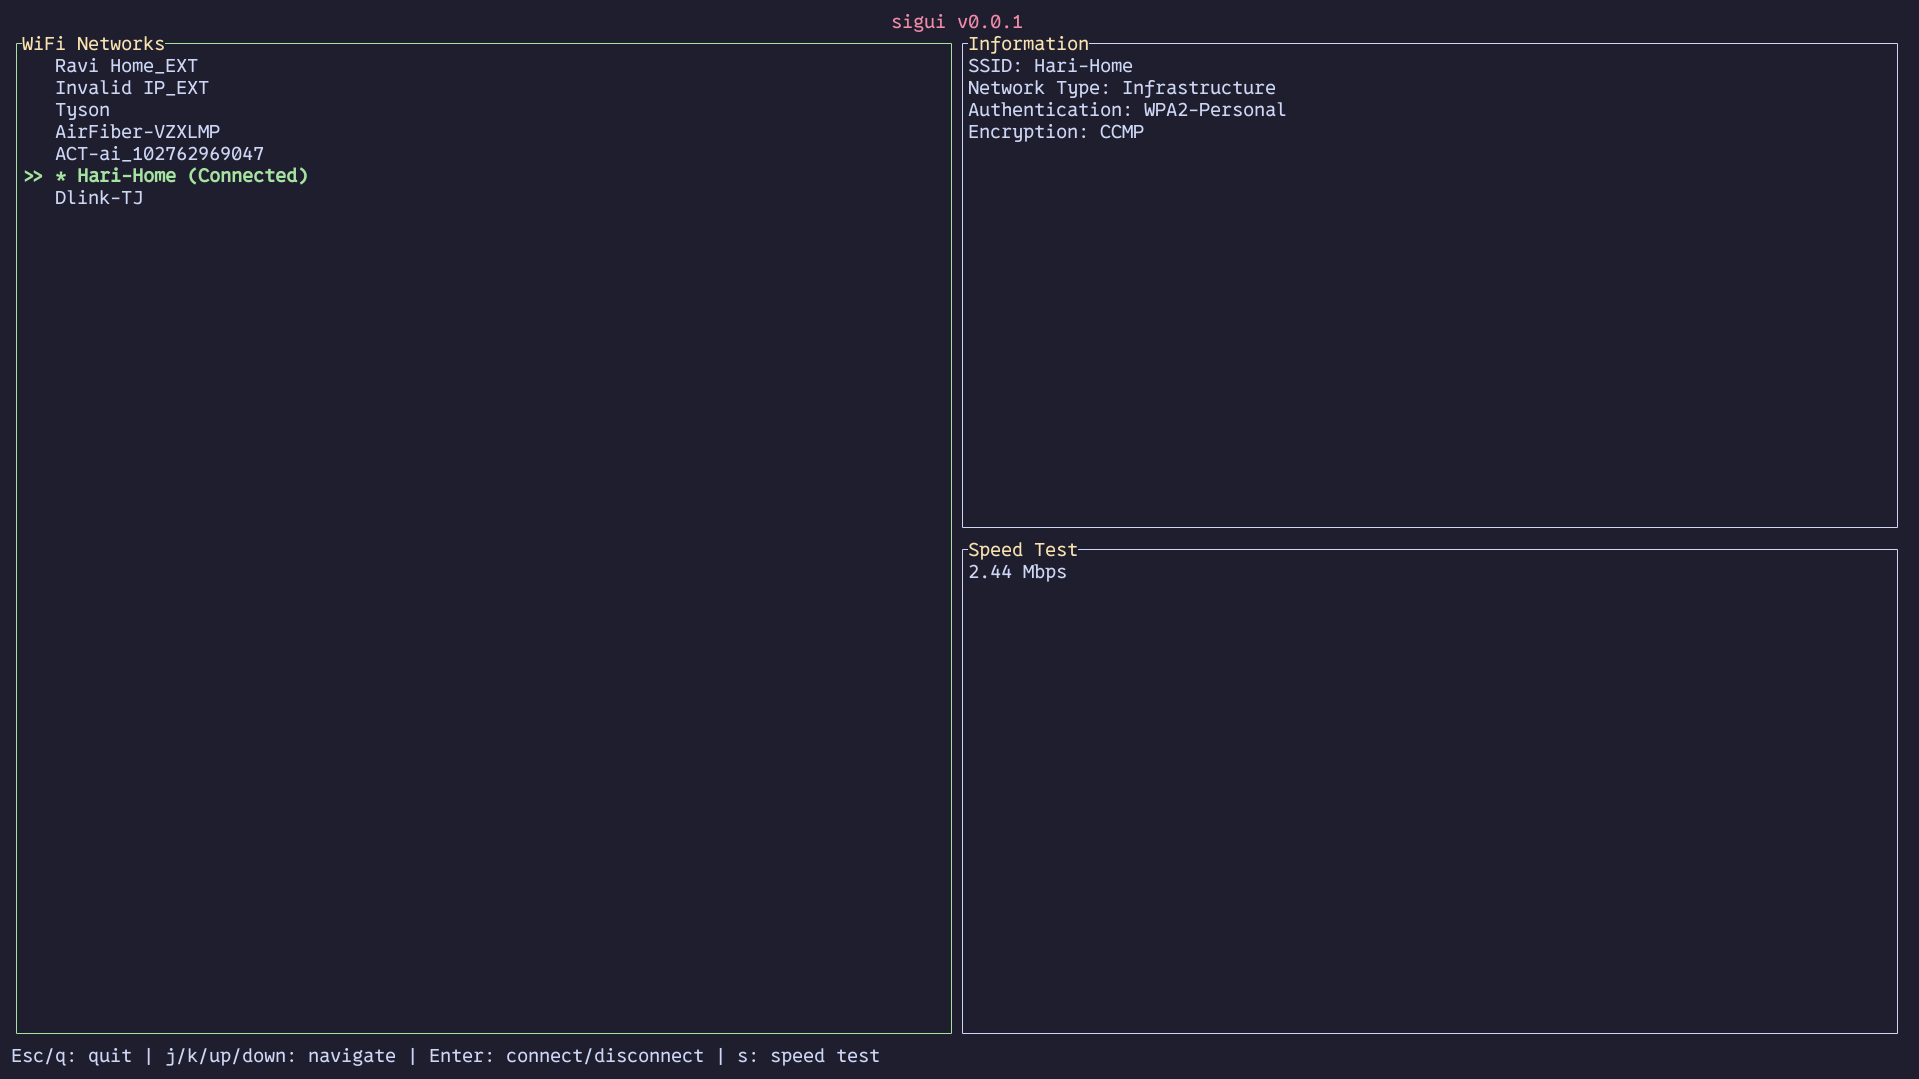 sigui v0.0.1
WiFi Networks
Ravi Home_EXT
Invalid IP_EXT
Tyson
AirFiber-VZXLMP
ACT-ai_102762969047
>> * Hari-Home (Connected)
Dlink-TJ
Information
SSID: Hari-Home
Network Type: Infrastructure
Authentication: WPA2-Personal
Encryption: CCMP
Speed Test
2.44 Mbps
Esc/q: quit | j/k/up/down: navigate | Enter: connect/disconnect | s: speed test